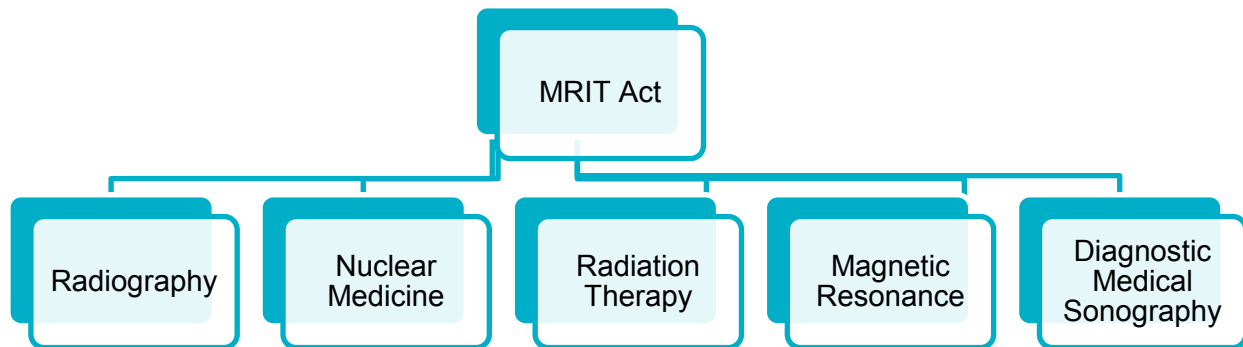 MRIT Act
Radiography
Nuclear
Medicine
Radiation
Therapy
Magnetic
Resonance
Diagnostic
Medical
Sonography